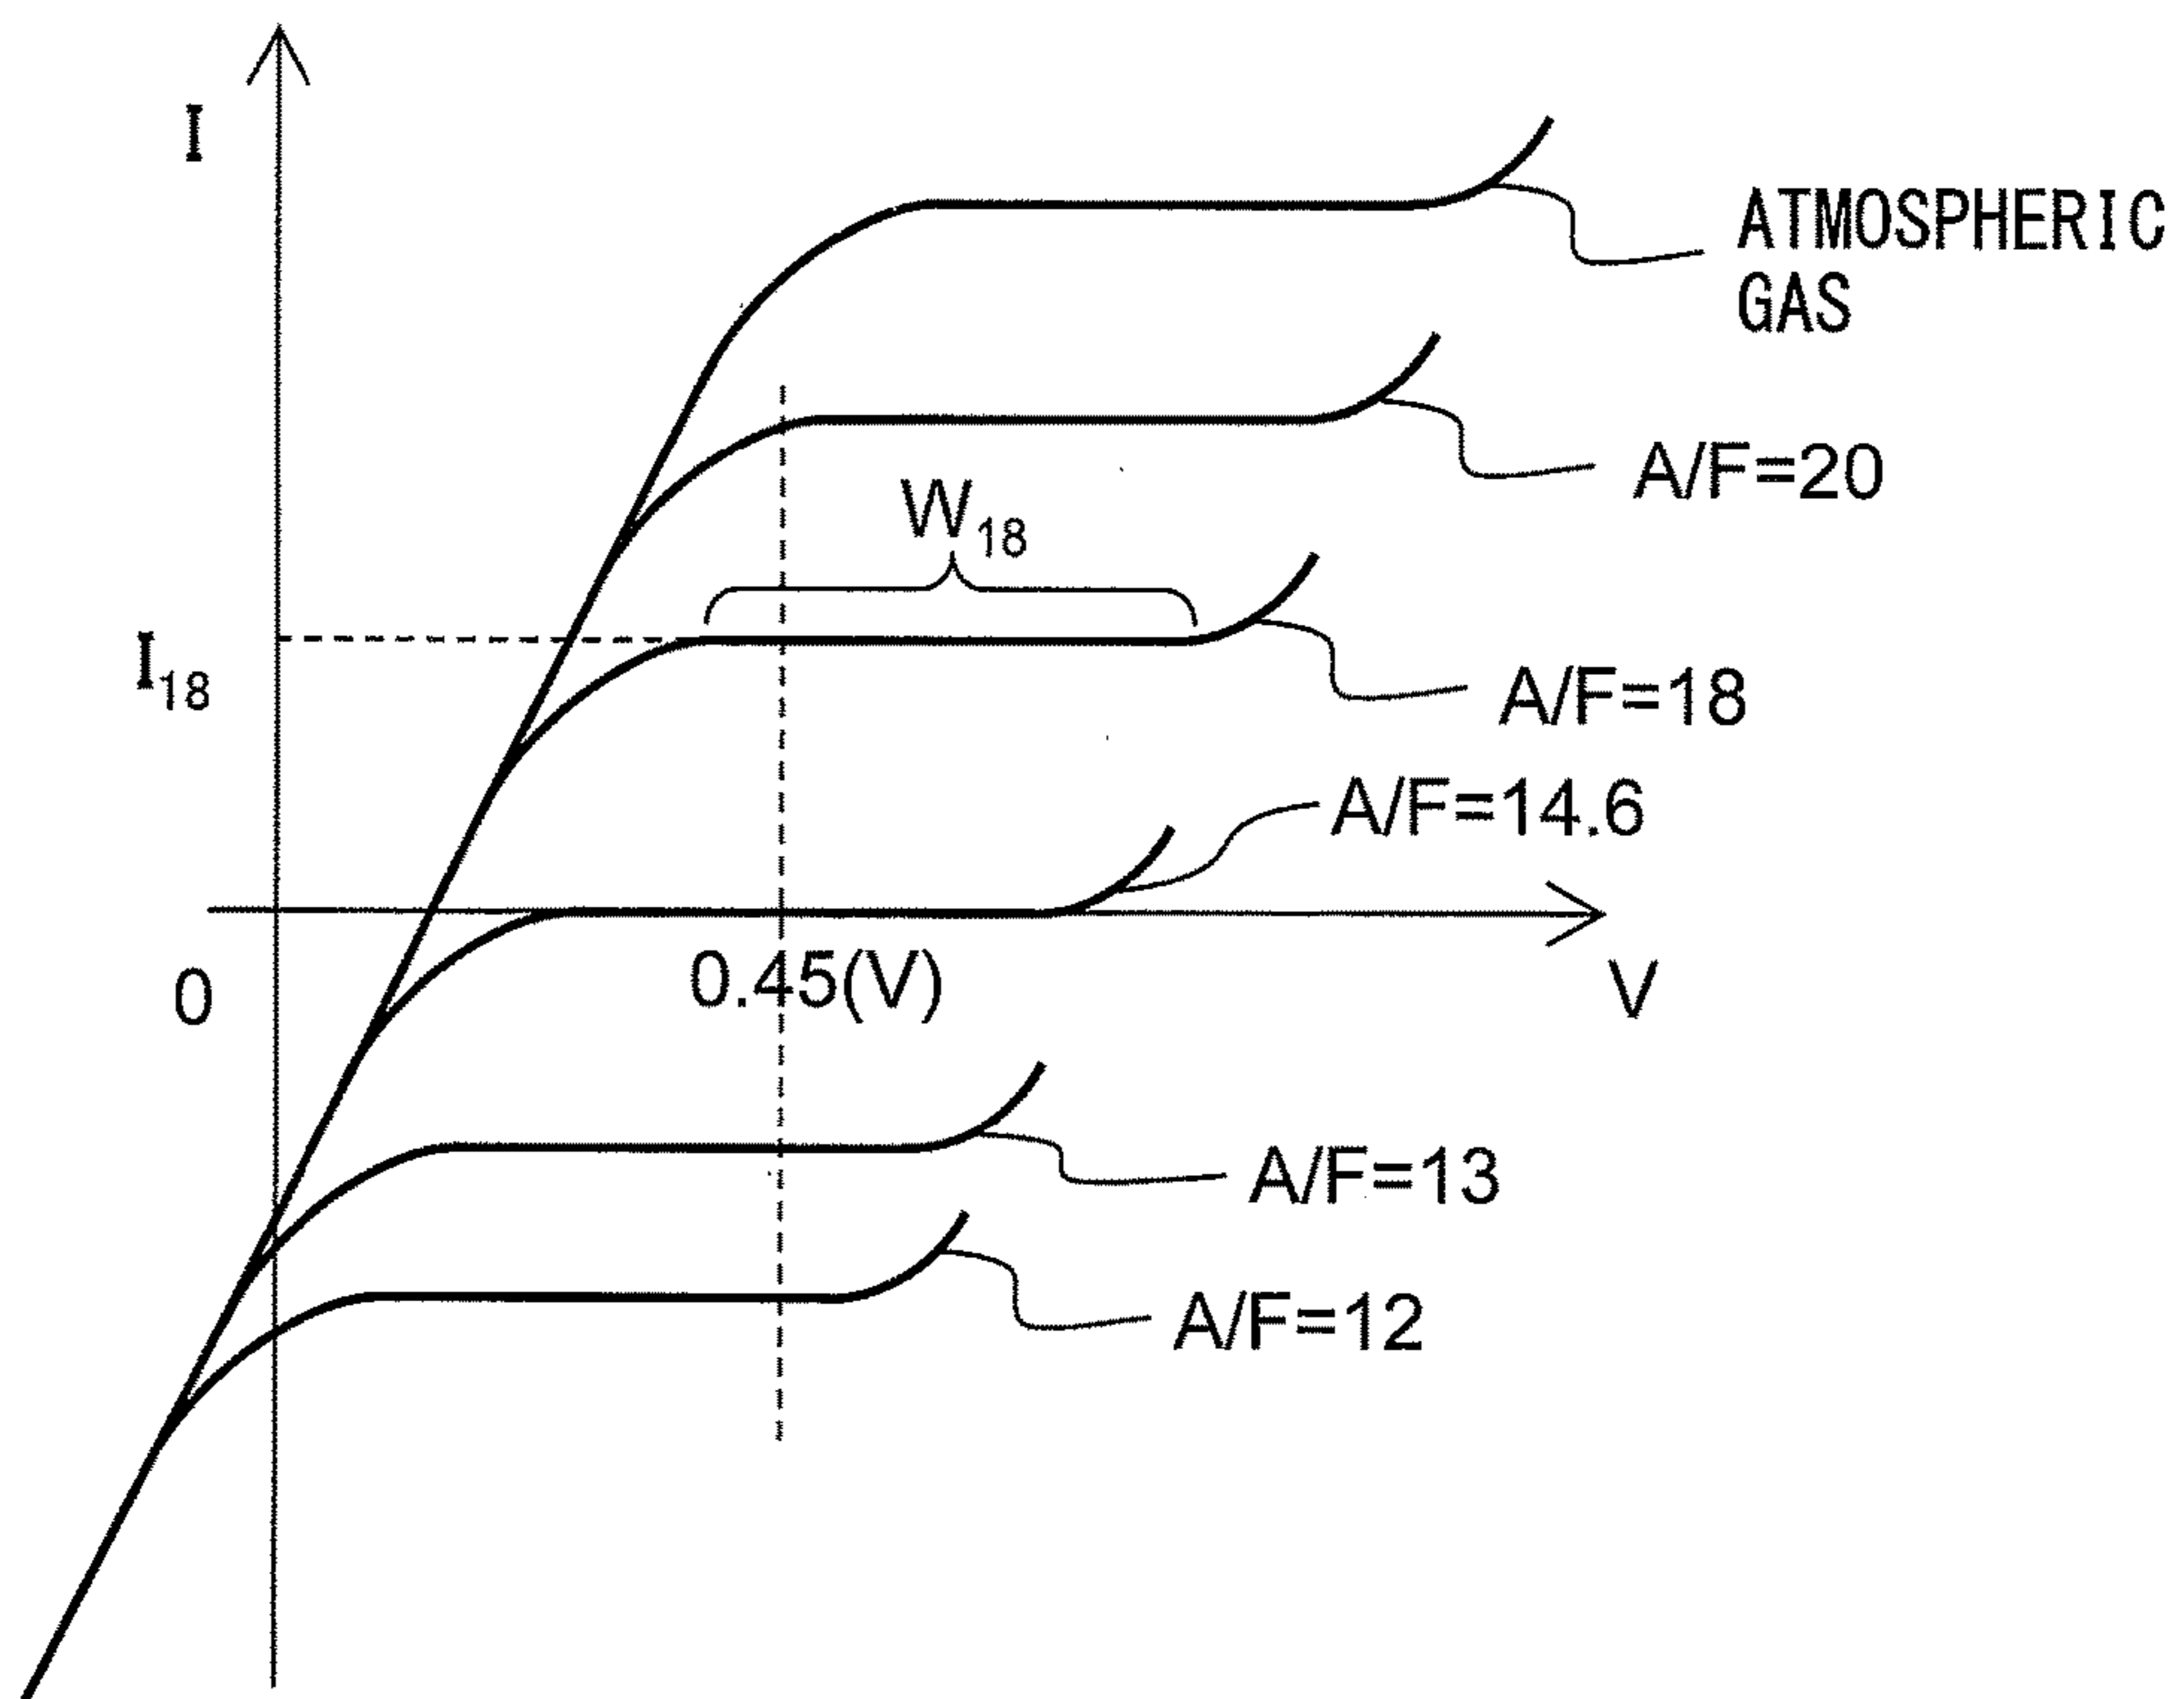 I
ATMOSPHERIC
GAS
A/F=20
W18
I18
A/F=18
A/F=14.6
0
0.45(V)
V
A/F=13
A/F=12